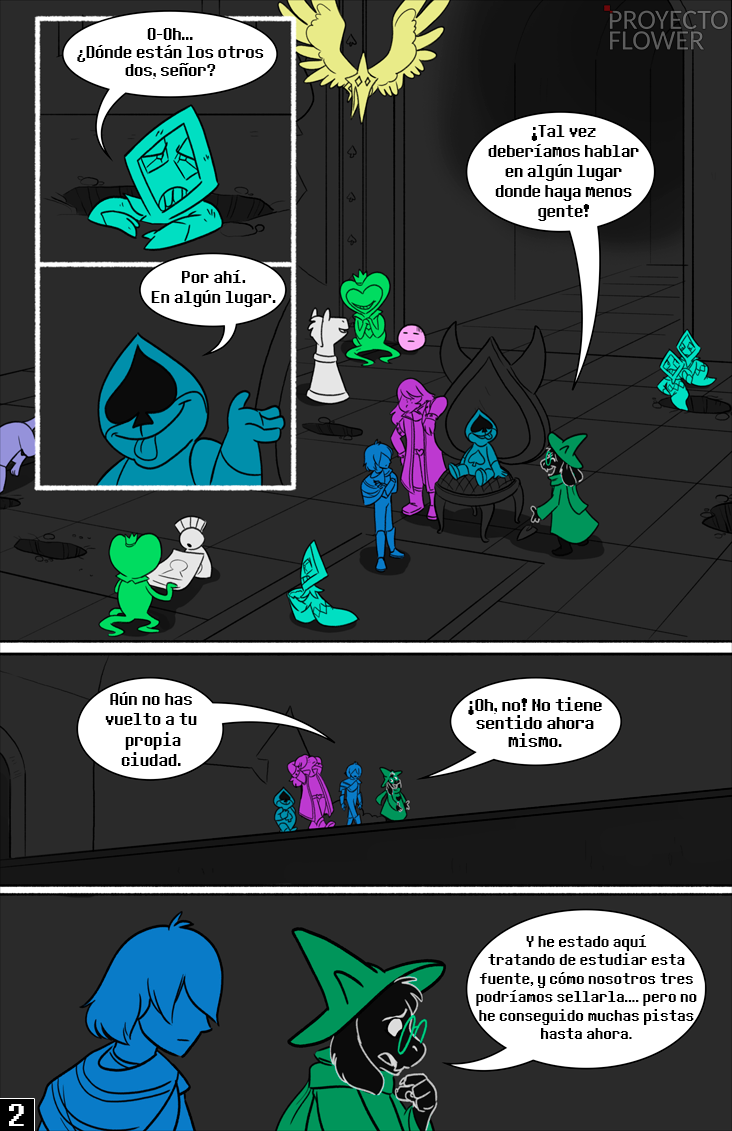 PROYECTO
FLOWER
O-Oh...
¿Dónde están los otros
dos, señor?
¡Tal vez
deberíamos hablar
en algún lugar
donde haya menos
gente!
Por ahí.
En algún lugar.
Aún no has
vuelto a tu
propia
ciudad.
¡Oh, no! No tiene
sentido ahora
mismo.
Y he estado aquí
tratando de estudiar esta
fuente, y cómo nosotros tres
podríamos sellarla.... pero no
he conseguido muchas pistas
hasta ahora.
2